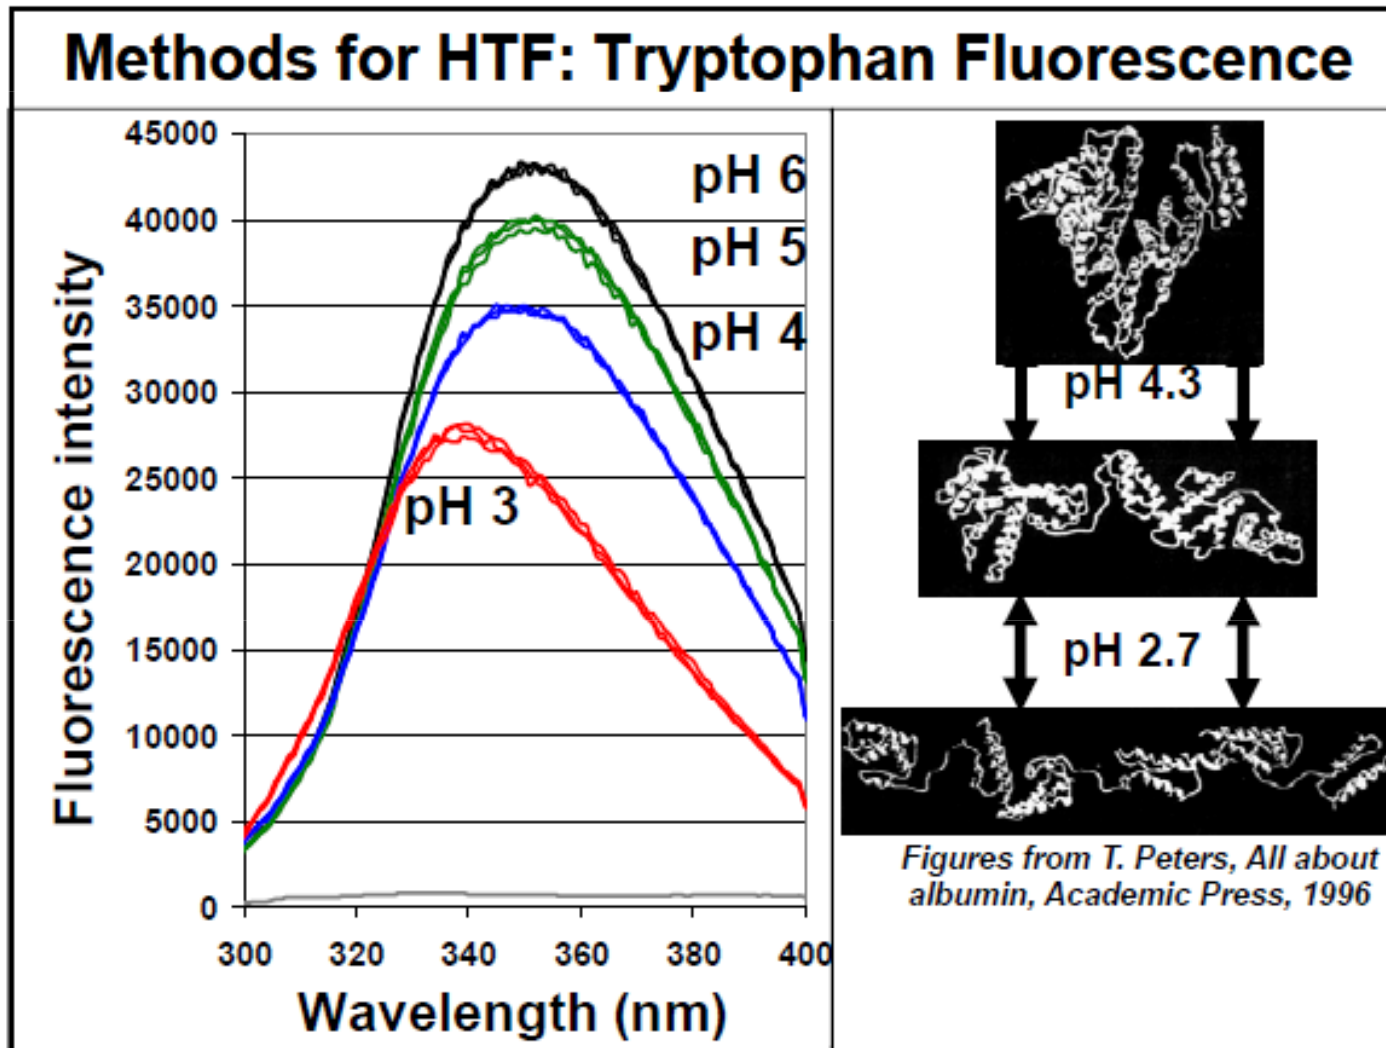 Methods for HTF: Tryptophan Fluorescence
Fluorescence intensity
45000
40000
35000
30000
25000
20000
15000
10000
5000
0
300 320 340 360 380 400
Wavelength (nm)
pH 6
pH 5
pH 4
pH 3
pH 4.3
pH 2.7
Figures from T. Peters, All about
albumin, Academic Press, 1996